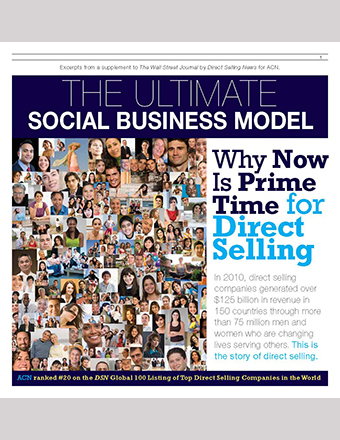 1
Excerpts from a supplement to The Wall Street Journal by Direct Selling News for ACN.
THE ULTIMATE
SOCIAL BUSINESS MODEL
Why Now
Is Prime
Time for
Direct
Selling
In 2010, direct selling
companies generated over
$125 billion in revenue in
150 countries through more
than 75 million men and
women who are changing
lives serving others. This is
the story of direct selling.
ACN ranked #20 on the DSN Global 100 Listing of Top Direct Selling Companies in the World